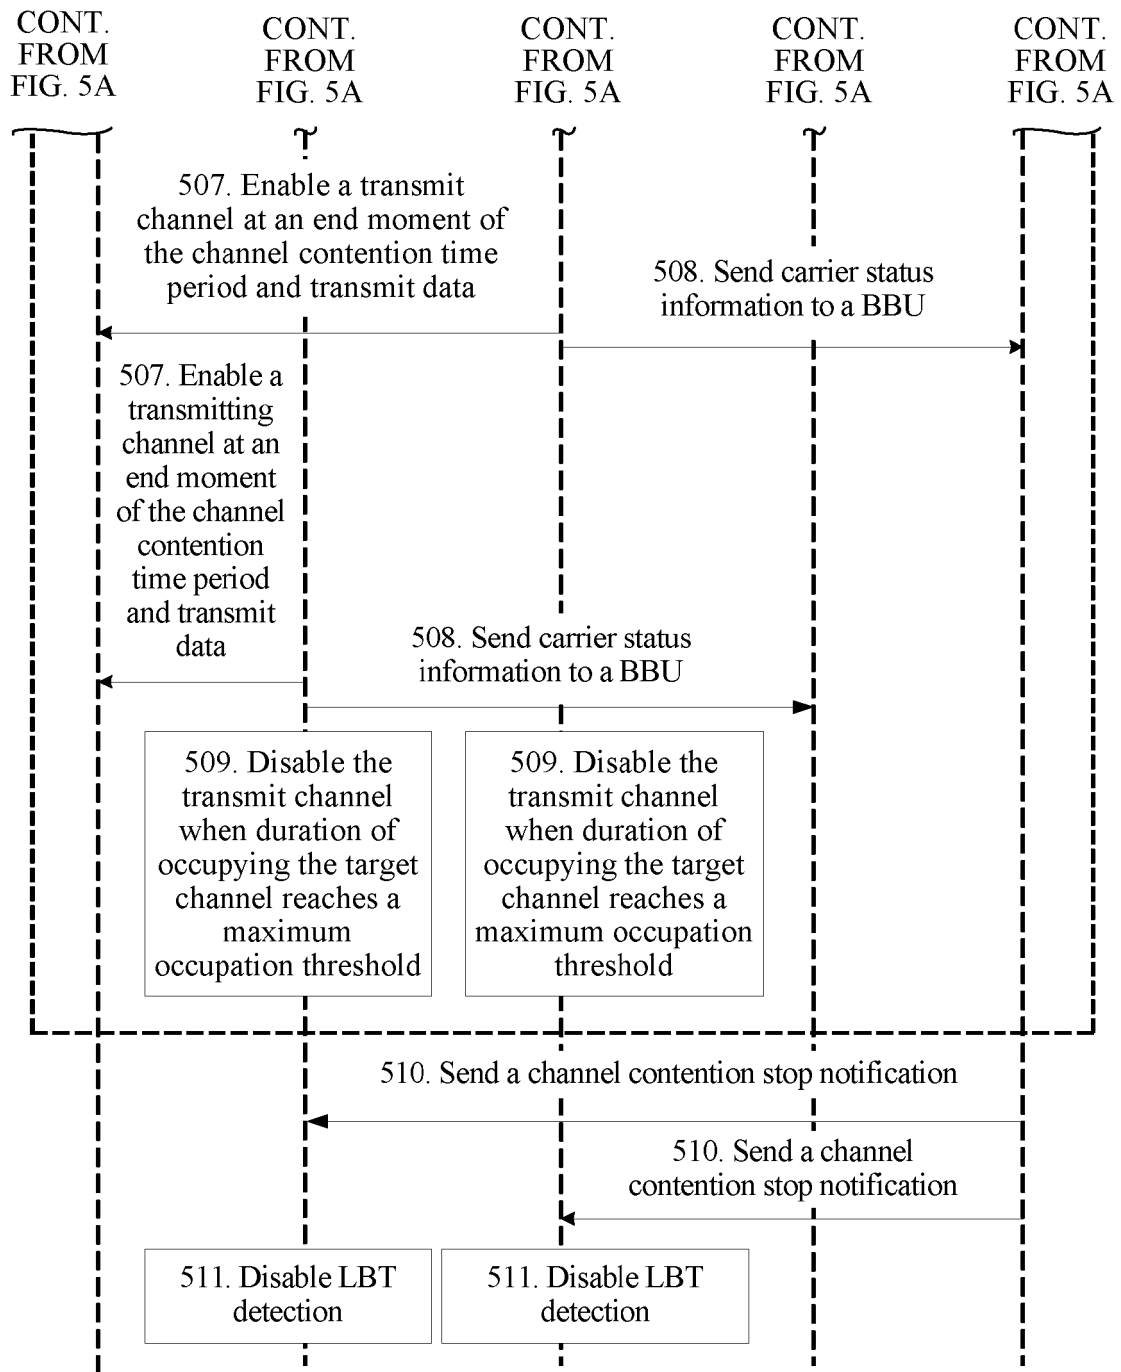 CONT.
FROM
FIG. 5A
CONT.
FROM
FIG. 5A
CONT.
FROM
FIG. 5A
CONT.
FROM
FIG. 5A
CONT.
FROM
FIG. 5A
507. Enable a transmit
channel at an end moment of
the channel contention time
period and transmit data
508. Send carrier status
information to a BBU
507. Enable a
transmitting
channel at an
end moment
of the channel
contention
time period
and transmit
data
508. Send carrier status
information to a BBU
509. Disable the
transmit channel
when duration of
occupying the target
channel reaches a
maximum
occupation threshold
509. Disable the
transmit channel
when duration of
occupying the target
channel reaches a
maximum occupation
threshold
510. Send a channel contention stop notification
510. Send a channel
contention stop notification
511. Disable LBT
detection
511. Disable LBT
detection